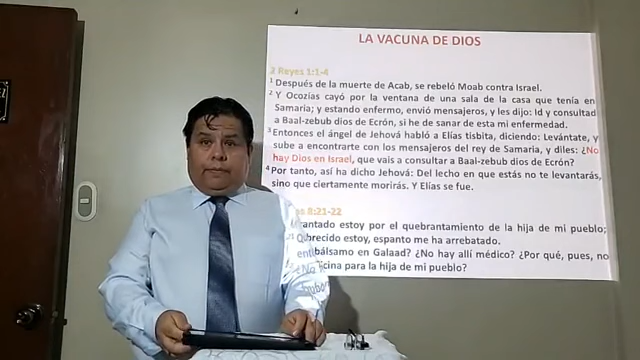 LA VACUNA DE DIOS
2 Reyes 1:1-4
1 Después de la muerte de Acab, se rebeló Moab contra Israel.
2 Y Ocozías cayó por la ventana de una sala de la casa que tenía en
Samaria; y estando enfermo, envió mensajeros, y les dijo: Id y consultad
a Baal-zebub dios de Ecrón, si he de sanar de esta mi enfermedad.
3 Entonces el ángel de Jehová habló a Elías tisbita, diciendo: Levántate, y
sube a encontrarte con los mensajeros del rey de Samaria, y diles: ¿No
hay Dios en Israel, que vais a consultar a Baal-zebub dios de Ecrón?
4 Por tanto, así ha dicho Jehová: Del lecho en que estás no te levantarás,
sino que ciertamente morirás. Y Elías se fue.
8:21-22
estoy por el quebrantamiento de la hija de mi pueblo;
estoy, espanto me ha arrebatado.
bálsamo en Galaad? ¿No hay allí médico? ¿Por qué, pues, no
para la hija de mi pueblo?